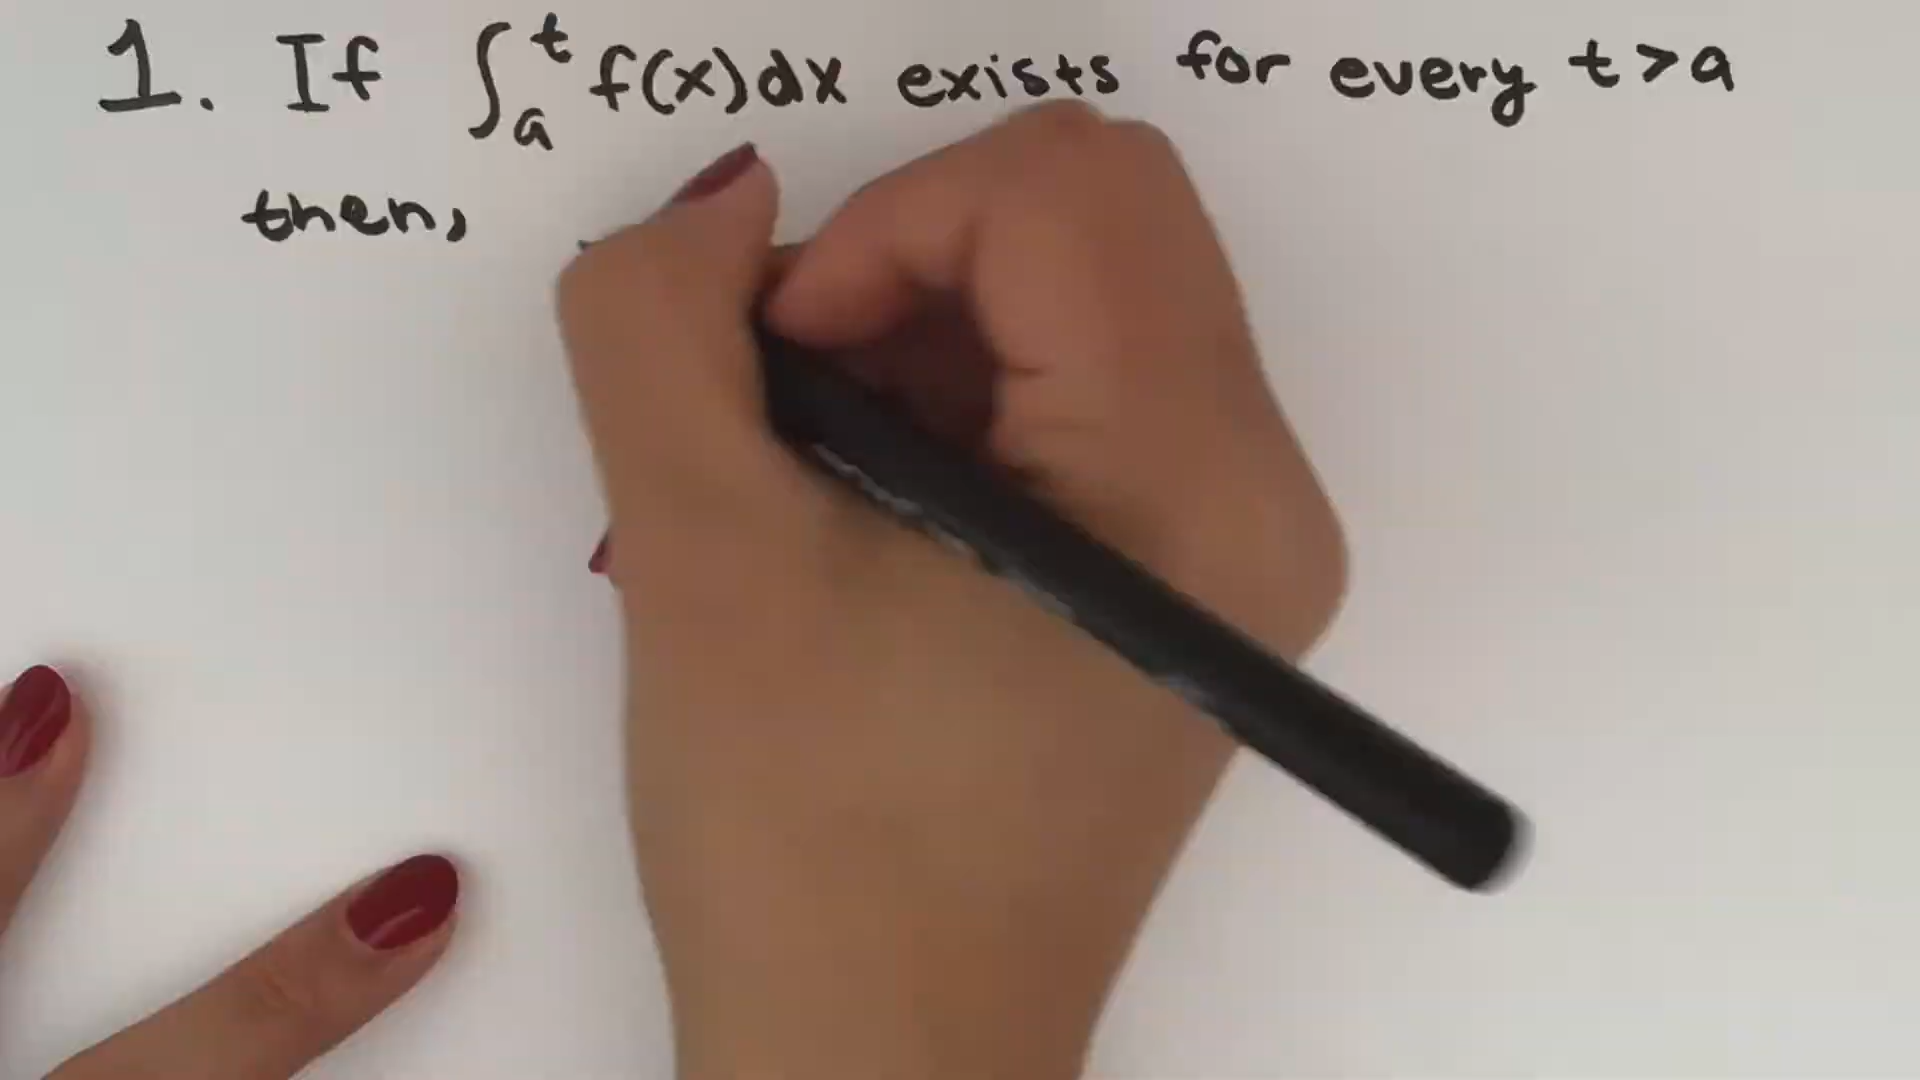 1. If ∫ₐᵗ f(x)dx exists for every t>a
then,